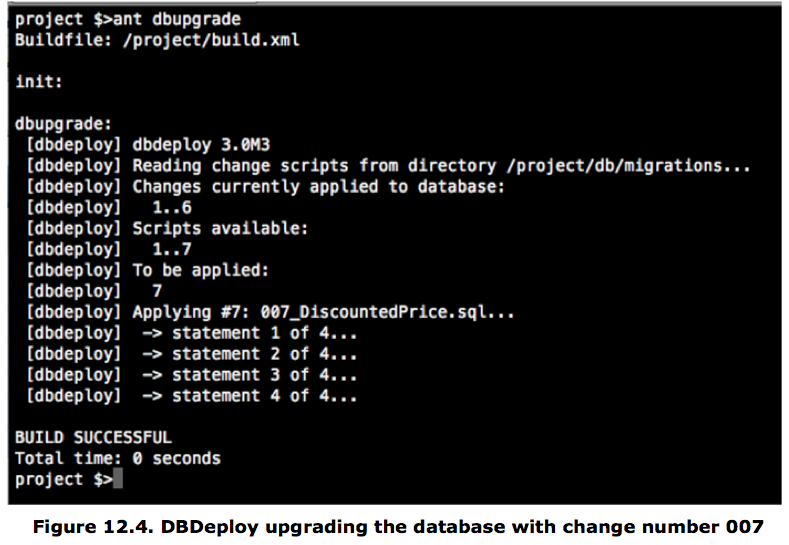 project $>ant dbupgrade
Buildfile: /project/build.xml
init:
dbupgrade:
[dbdeploy] dbdeploy 3.0M3
[dbdeploy] Reading change scripts from directory /project/db/migrations...
[dbdeploy] Changes currently applied to database:
[dbdeploy] 1..6
[dbdeploy] Scripts available:
[dbdeploy] 1..7
[dbdeploy] To be applied:
[dbdeploy] 7
[dbdeploy] Applying #7: 007_DiscountedPrice.sql...
[dbdeploy] -> statement 1 of 4...
[dbdeploy] -> statement 2 of 4...
[dbdeploy] -> statement 3 of 4...
[dbdeploy] -> statement 4 of 4...
BUILD SUCCESSFUL
Total time: 0 seconds
project $>
Figure 12.4. DBDeploy upgrading the database with change number 007